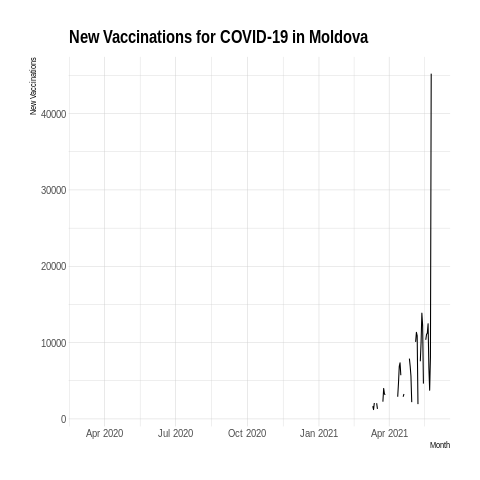 New Vaccinations for COVID-19 in Moldova
New Vaccinations
40000
30000
20000
10000
0
Apr 2020
Jul 2020
Oct 2020
Jan 2021
Apr 2021
Month